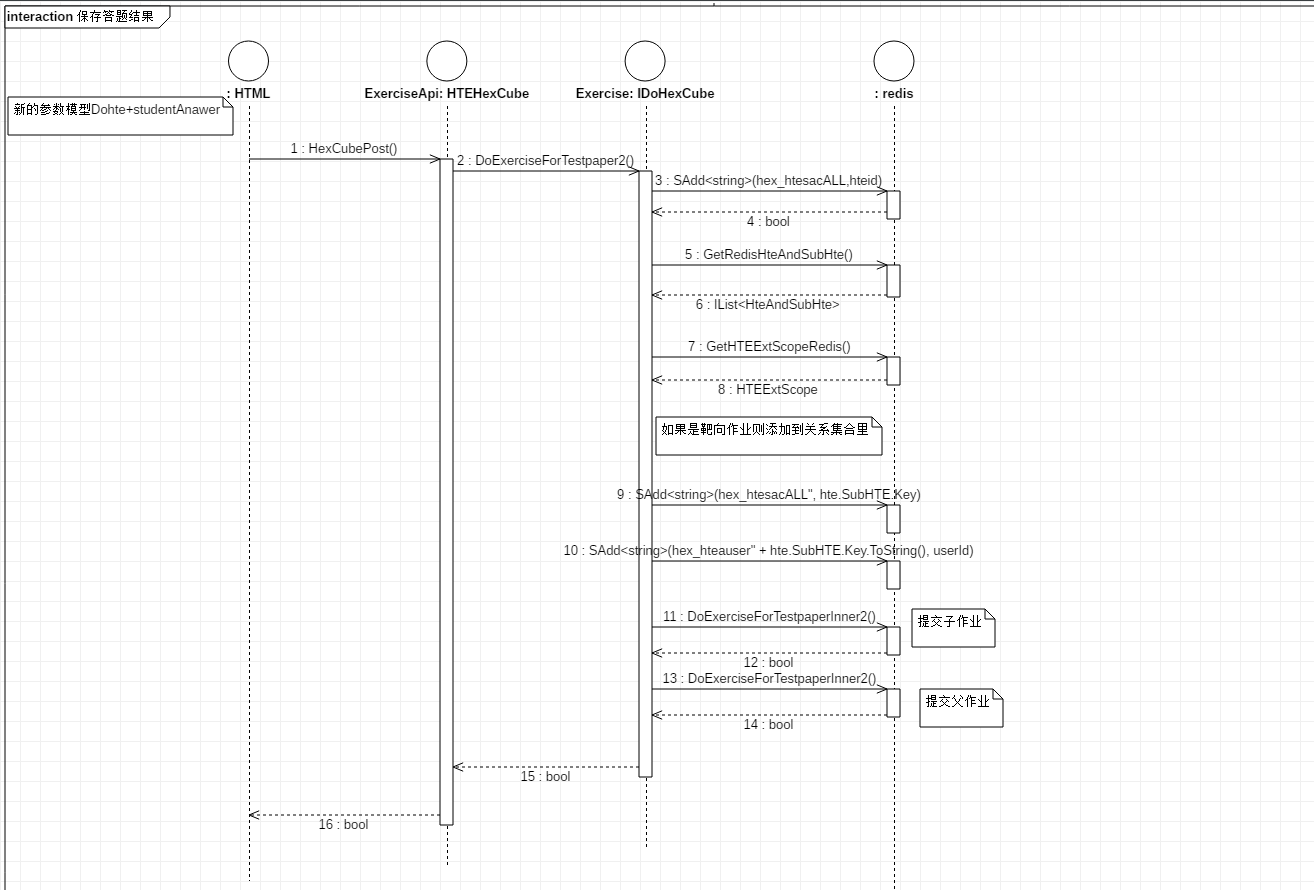 interaction 保存答题结果
: HTML
ExerciseApi: HTEHexCube
Exercise: IDoHexCube
: redis
新的参数模型Dohte+studentAnawer
1 : HexCubePost()
2 : DoExerciseForTestpaper2()
3 : SAdd<string>(hex_htesacALL,hteid)
4 : bool
5 : GetRedisHteAndSubHte()
6 : IList<HteAndSubHte>
7 : GetHTEExtScopeRedis()
8 : HTEExtScope
如果是靶向作业则添加到关系集合里
9 : SAdd<string>(hex_htesacALL", hte.SubHTE.Key)
10 : SAdd<string>(hex_hteauser" + hte.SubHTE.Key.ToString(), userId)
11 : DoExerciseForTestpaperInner2()
提交子作业
12 : bool
13 : DoExerciseForTestpaperInner2()
提交父作业
14 : bool
15 : bool
16 : bool